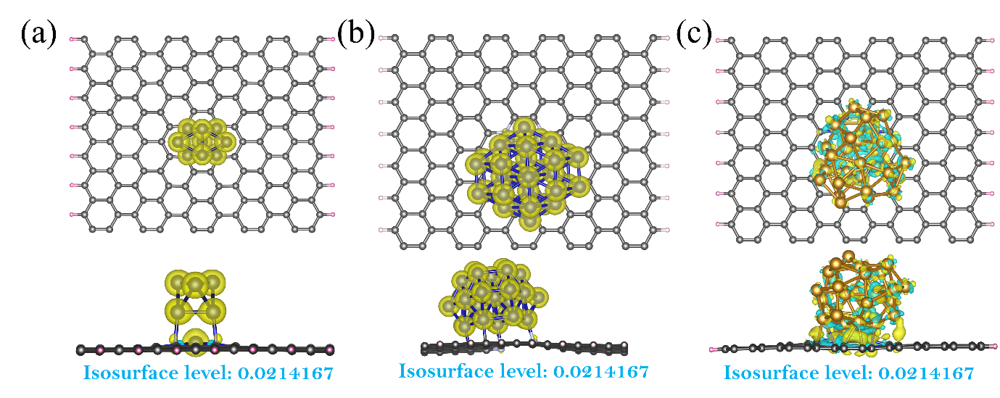 (a)
(b)
(c)
Isosurface level: 0.0214167
Isosurface level: 0.0214167
Isosurface level: 0.0214167